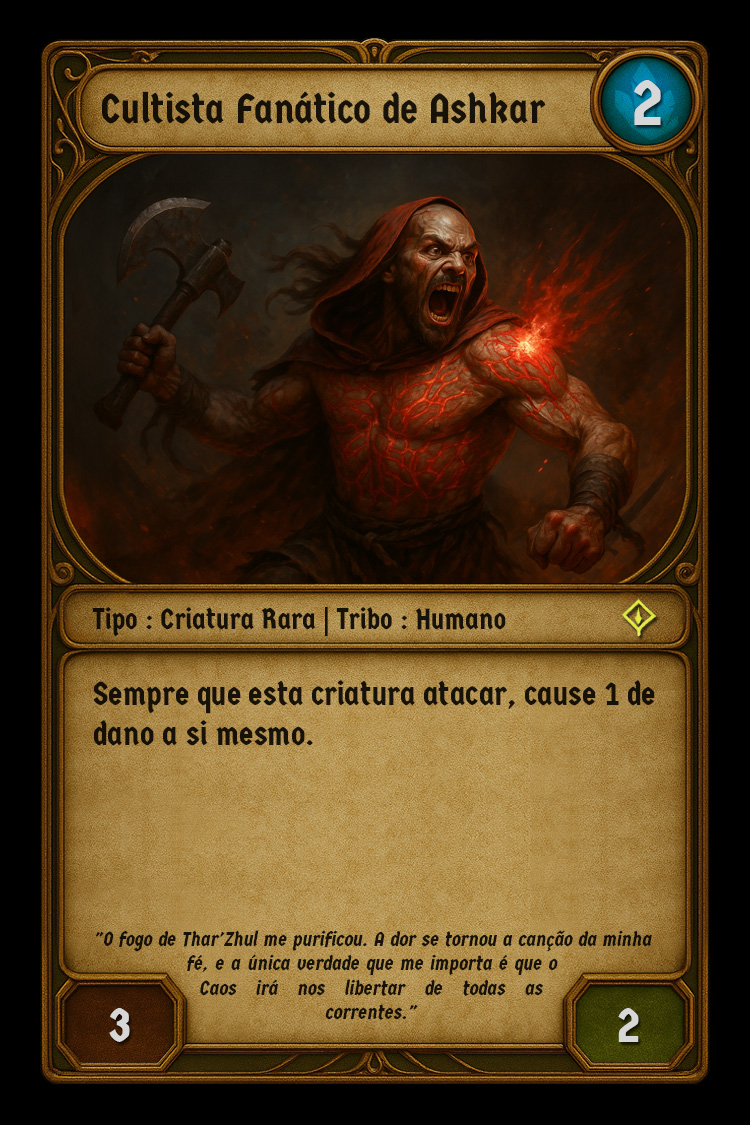 Cultista Fanático de Ashkar
2
Tipo : Criatura Rara | Tribo : Humano
Sempre que esta criatura atacar, cause 1 de
dano a si mesmo.
"O fogo de Thar'Zhul me purificou. A dor se tornou a canção da minha
fé, e a única verdade que me importa é que o
Caos irá nos libertar de todas as
correntes."
3
2